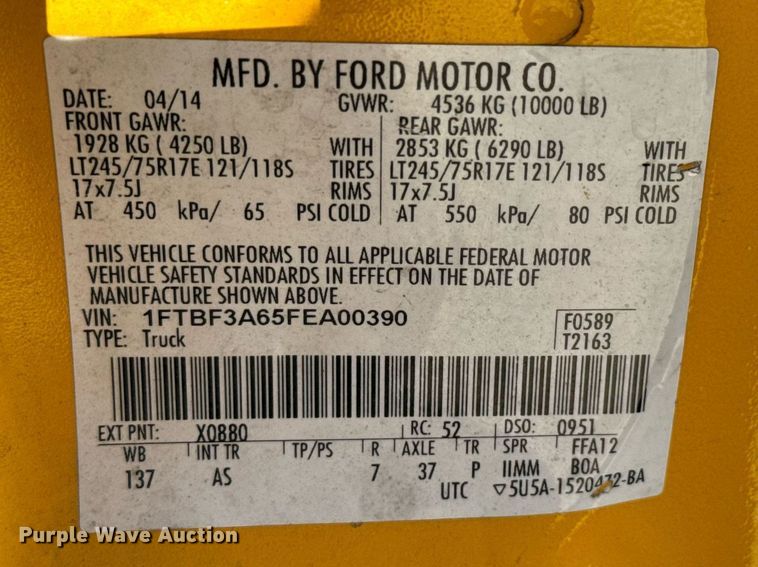 MFD. BY FORD MOTOR CO.
DATE: 04/14 GVWR: 4536 KG (10000 LB)
FRONT GAWR: REAR GAWR:
1928 KG ( 4250 LB) WITH 2853 KG ( 6290 LB) WITH
LT245/75R17E 121/118S TIRES LT245/75R17E 121/118S TIRES
17x7.5J RIMS 17x7.5J RIMS
AT 450 kPa/ 65 PSI COLD AT 550 kPa/ 80 PSI COLD
THIS VEHICLE CONFORMS TO ALL APPLICABLE FEDERAL MOTOR
VEHICLE SAFETY STANDARDS IN EFFECT ON THE DATE OF
MANUFACTURE SHOWN ABOVE.
VIN: 1FTBF3A65FEA00390 F0589
TYPE: Truck T2163
EXT PNT: X0880 RC: 52 DSO: 0951
WB INT TR TP/PS R AXLE TR SPR FFA12
137 AS 7 37 P IIMM BOA
UTC ▽5U5A-1520472-BA
Purple Wave Auction